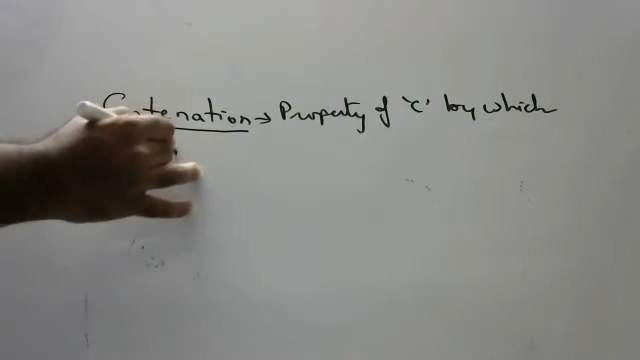 Catenation → Property of 'C' by which